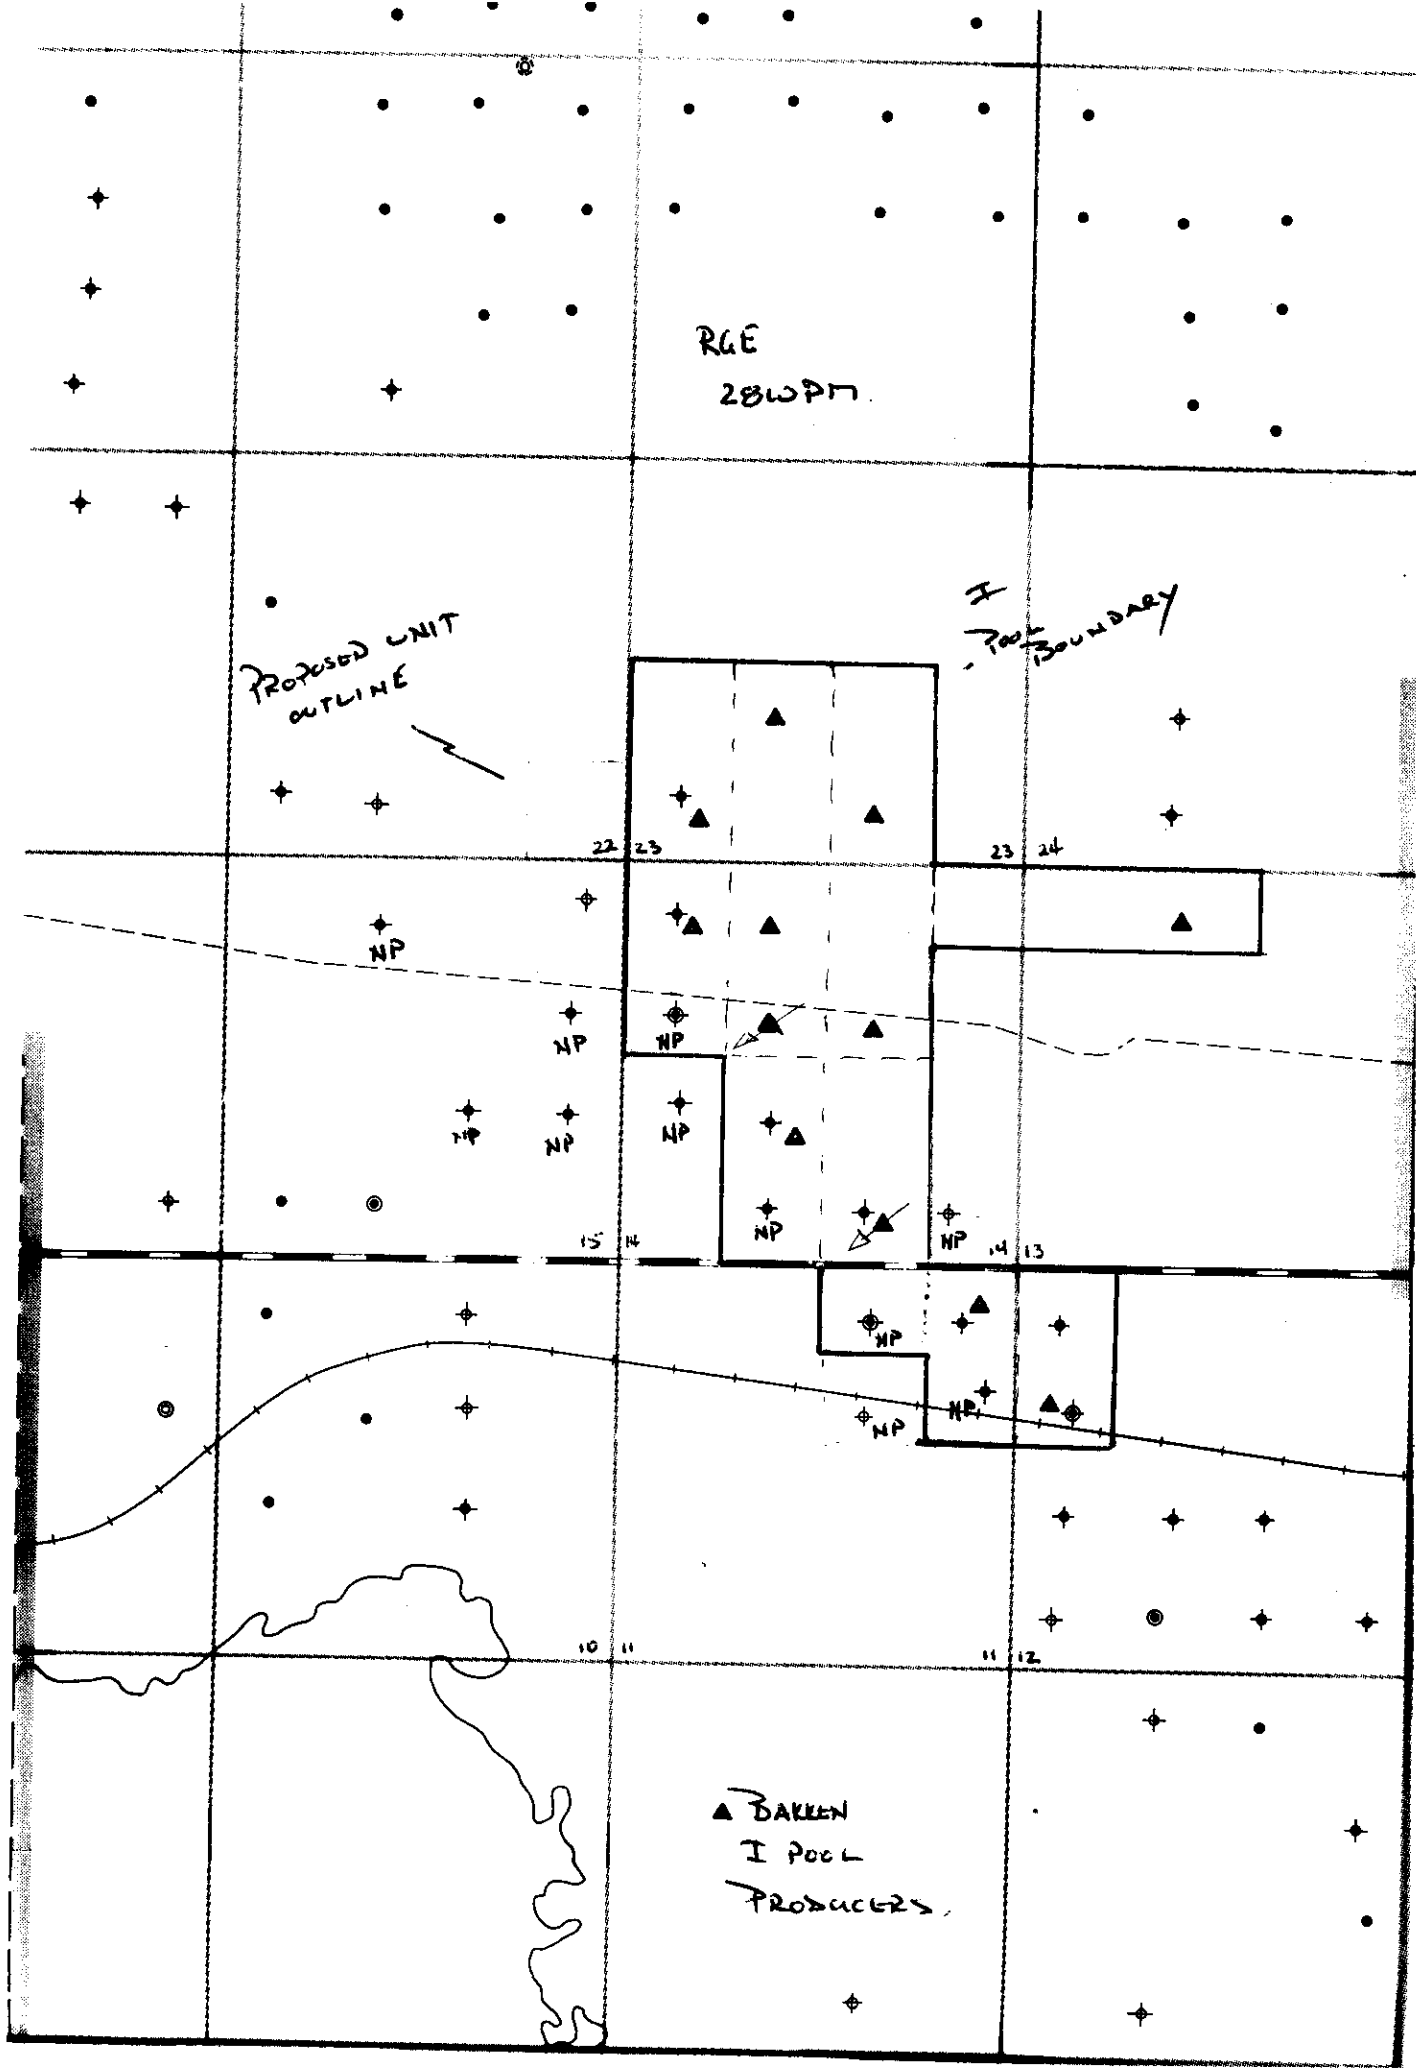 RGE
28WPM
I
POOL
BOUNDARY
PROPOSED UNIT
OUTLINE
22 23
23 24
NP
NP
NP
NP
NP
NP
NP
NP
15 14
14 13
NP
NP
NP
10 11
11 12
▲ BAKKEN
I POOL
PRODUCERS